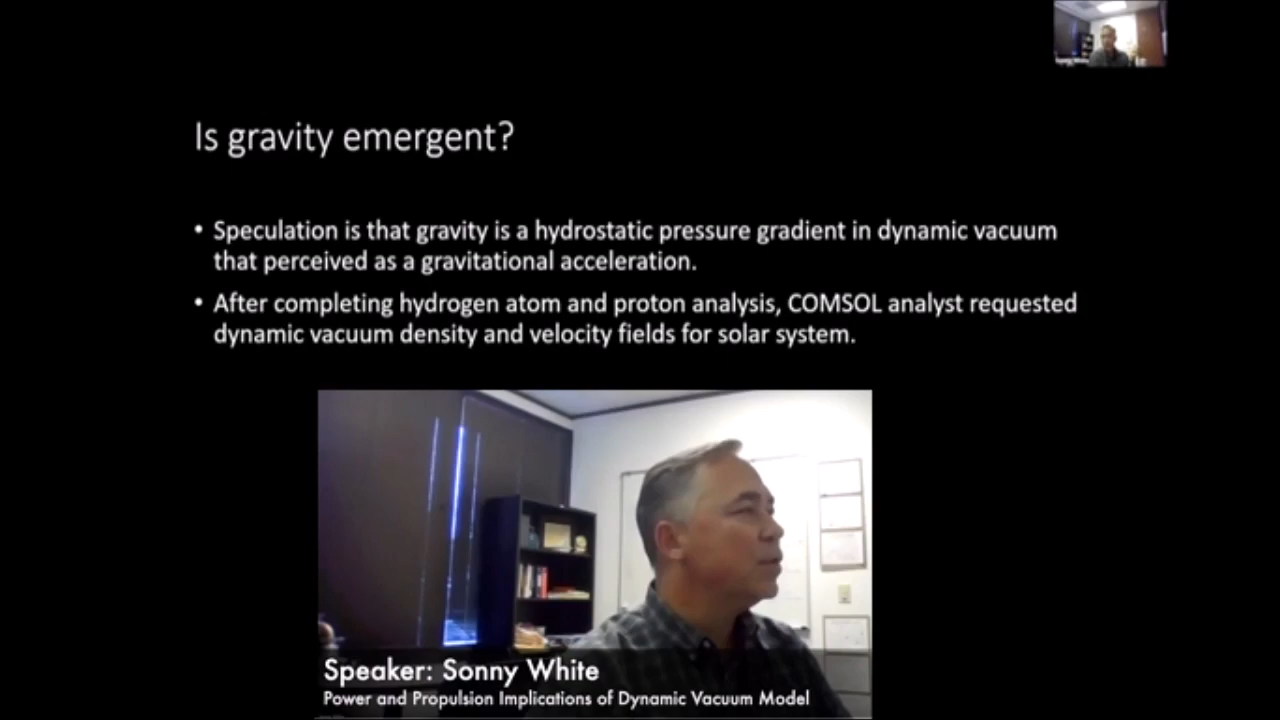 Is gravity emergent?
• Speculation is that gravity is a hydrostatic pressure gradient in dynamic vacuum
that perceived as a gravitational acceleration.
• After completing hydrogen atom and proton analysis, COMSOL analyst requested
dynamic vacuum density and velocity fields for solar system.
Speaker: Sonny White
Power and Propulsion Implications of Dynamic Vacuum Model